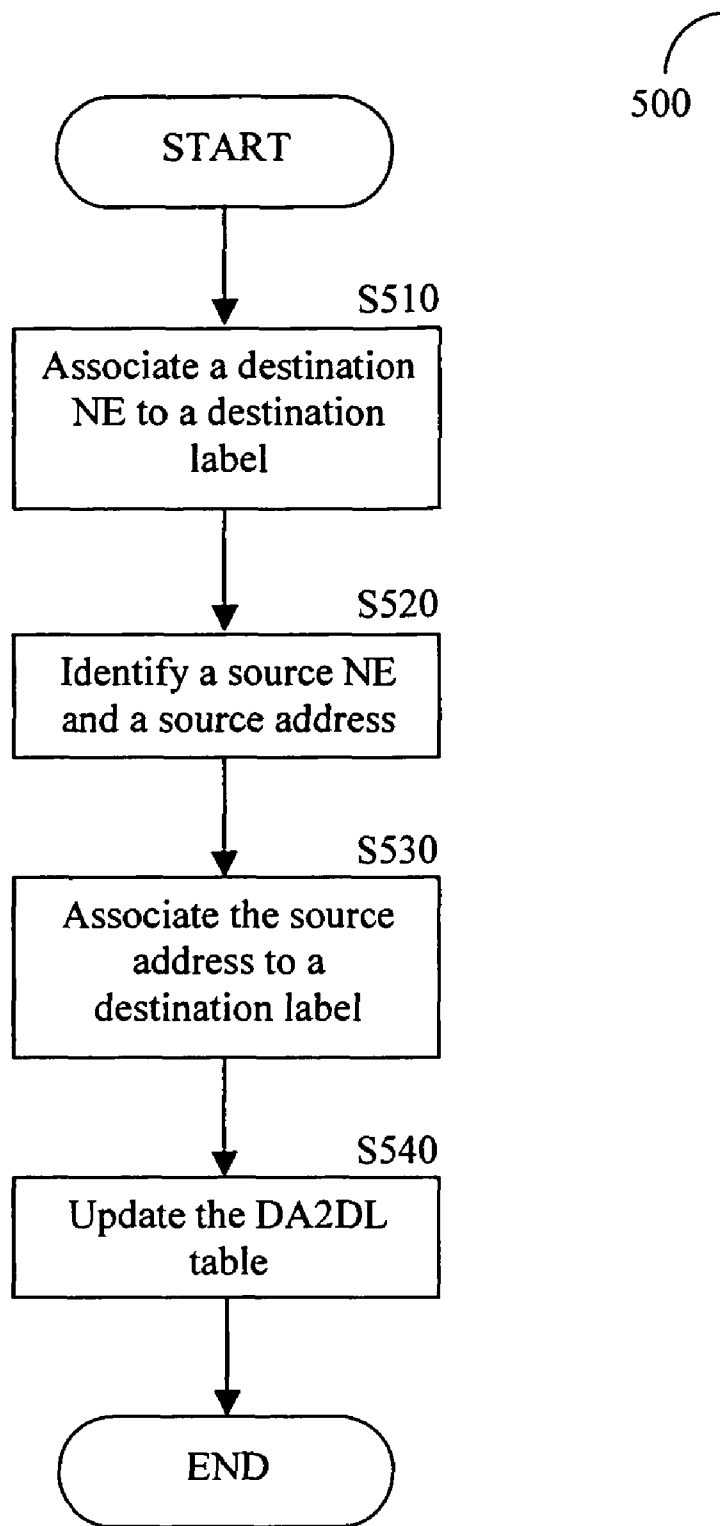 500
START
S510
Associate a destination
NE to a destination
label
S520
Identify a source NE
and a source address
S530
Associate the source
address to a
destination label
S540
Update the DA2DL
table
END